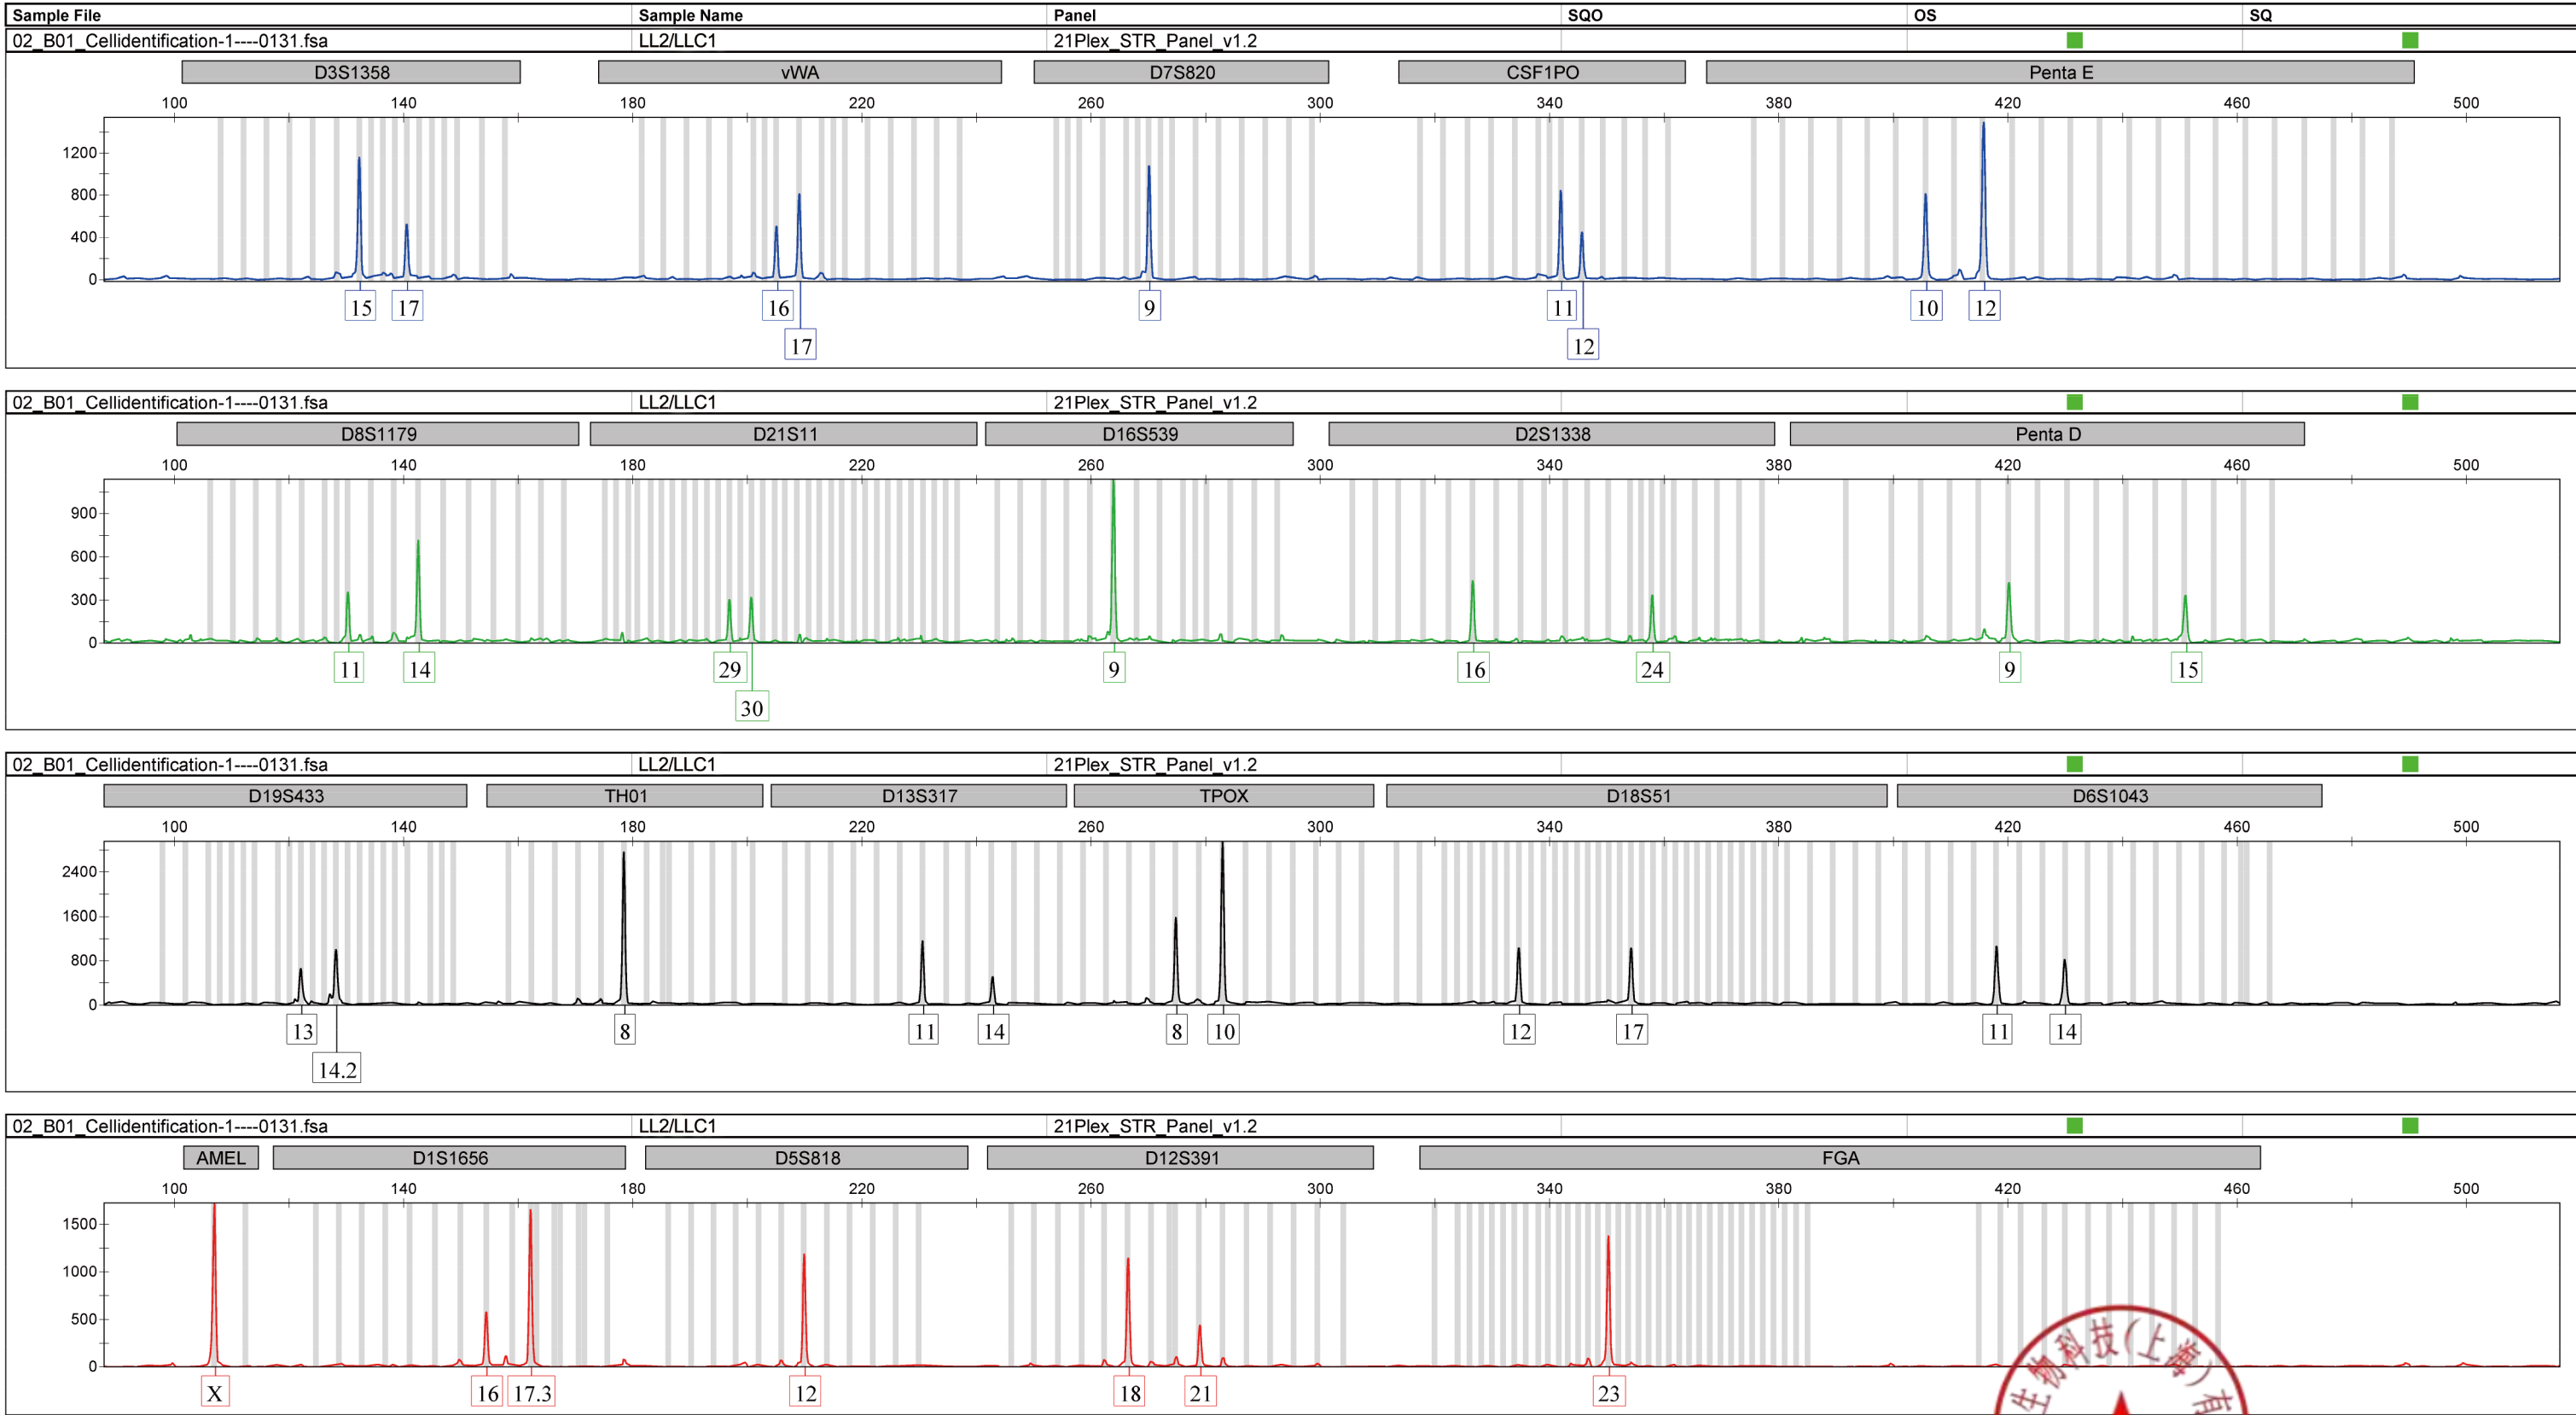 Sample File Sample Name Panel SQO OS SQ
02_B01_Cellidentification-1----0131.fsa LL2/LLC1 21Plex_STR_Panel_v1.2
D3S1358 vWA D7S820 CSF1PO Penta E
100 140 180 220 260 300 340 380 420 460 500
1200
800
400
0
15 17 16 9 11 10 12
17 12
02_B01_Cellidentification-1----0131.fsa LL2/LLC1 21Plex_STR_Panel_v1.2
D8S1179 D21S11 D16S539 D2S1338 Penta D
100 140 180 220 260 300 340 380 420 460 500
900
600
300
0
11 14 29 9 16 24 9 15
30
02_B01_Cellidentification-1----0131.fsa LL2/LLC1 21Plex_STR_Panel_v1.2
D19S433 TH01 D13S317 TPOX D18S51 D6S1043
100 140 180 220 260 300 340 380 420 460 500
2400
1600
800
0
13 8 11 14 8 10 12 17 11 14
14.2
02_B01_Cellidentification-1----0131.fsa LL2/LLC1 21Plex_STR_Panel_v1.2
AMEL D1S1656 D5S818 D12S391 FGA
100 140 180 220 260 300 340 380 420 460 500
1500
1000
500
0
X 16 17.3 12 18 21 23
生物科技(上海)有